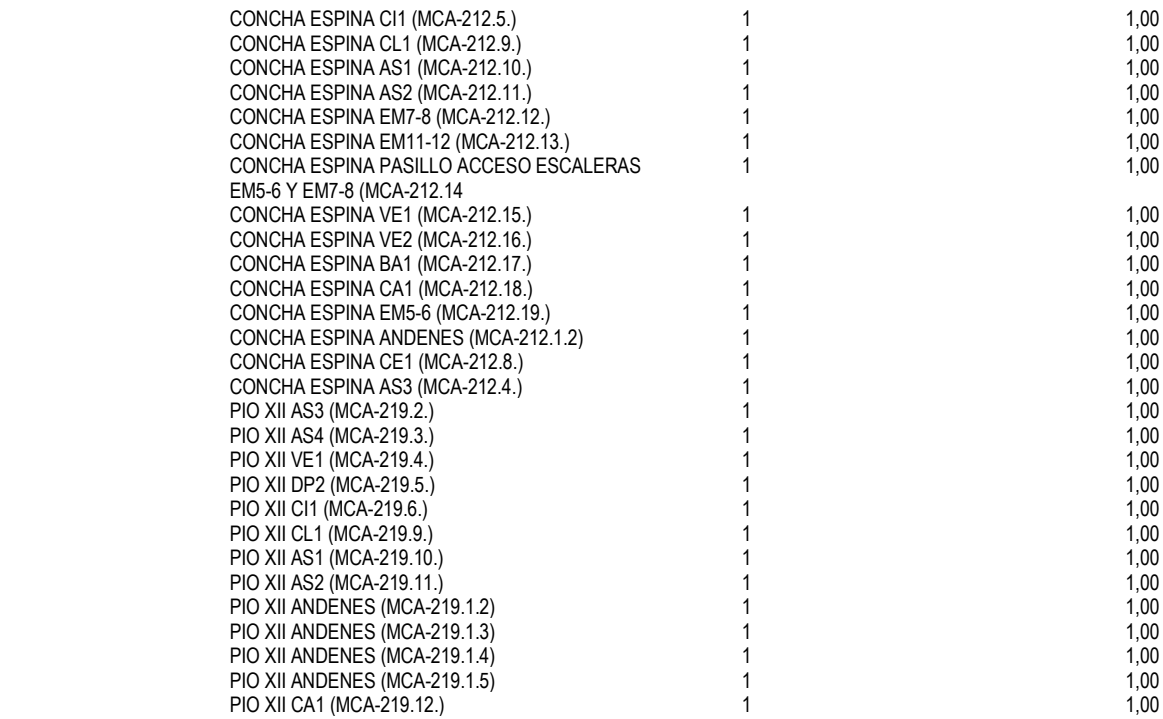 CONCHA ESPINA CI1 (MCA-212.5.) 1 1,00
CONCHA ESPINA CL1 (MCA-212.9.) 1 1,00
CONCHA ESPINA AS1 (MCA-212.10.) 1 1,00
CONCHA ESPINA AS2 (MCA-212.11.) 1 1,00
CONCHA ESPINA EM7-8 (MCA-212.12.) 1 1,00
CONCHA ESPINA EM11-12 (MCA-212.13.) 1 1,00
CONCHA ESPINA PASILLO ACCESO ESCALERAS 1 1,00
EM5-6 Y EM7-8 (MCA-212.14
CONCHA ESPINA VE1 (MCA-212.15.) 1 1,00
CONCHA ESPINA VE2 (MCA-212.16.) 1 1,00
CONCHA ESPINA BA1 (MCA-212.17.) 1 1,00
CONCHA ESPINA CA1 (MCA-212.18.) 1 1,00
CONCHA ESPINA EM5-6 (MCA-212.19.) 1 1,00
CONCHA ESPINA ANDENES (MCA-212.1.2) 1 1,00
CONCHA ESPINA CE1 (MCA-212.8.) 1 1,00
CONCHA ESPINA AS3 (MCA-212.4.) 1 1,00
PIO XII AS3 (MCA-219.2.) 1 1,00
PIO XII AS4 (MCA-219.3.) 1 1,00
PIO XII VE1 (MCA-219.4.) 1 1,00
PIO XII DP2 (MCA-219.5.) 1 1,00
PIO XII CI1 (MCA-219.6.) 1 1,00
PIO XII CL1 (MCA-219.9.) 1 1,00
PIO XII AS1 (MCA-219.10.) 1 1,00
PIO XII AS2 (MCA-219.11.) 1 1,00
PIO XII ANDENES (MCA-219.1.2) 1 1,00
PIO XII ANDENES (MCA-219.1.3) 1 1,00
PIO XII ANDENES (MCA-219.1.4) 1 1,00
PIO XII ANDENES (MCA-219.1.5) 1 1,00
PIO XII CA1 (MCA-219.12.) 1 1,00